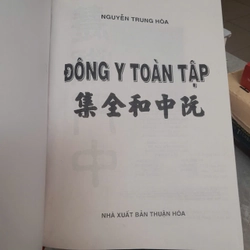 NGUYỄN TRUNG HÒA
ĐÔNG Y TOÀN TẬP
集全和中阮
NHÀ XUẤT BẢN THUẬN HÓA